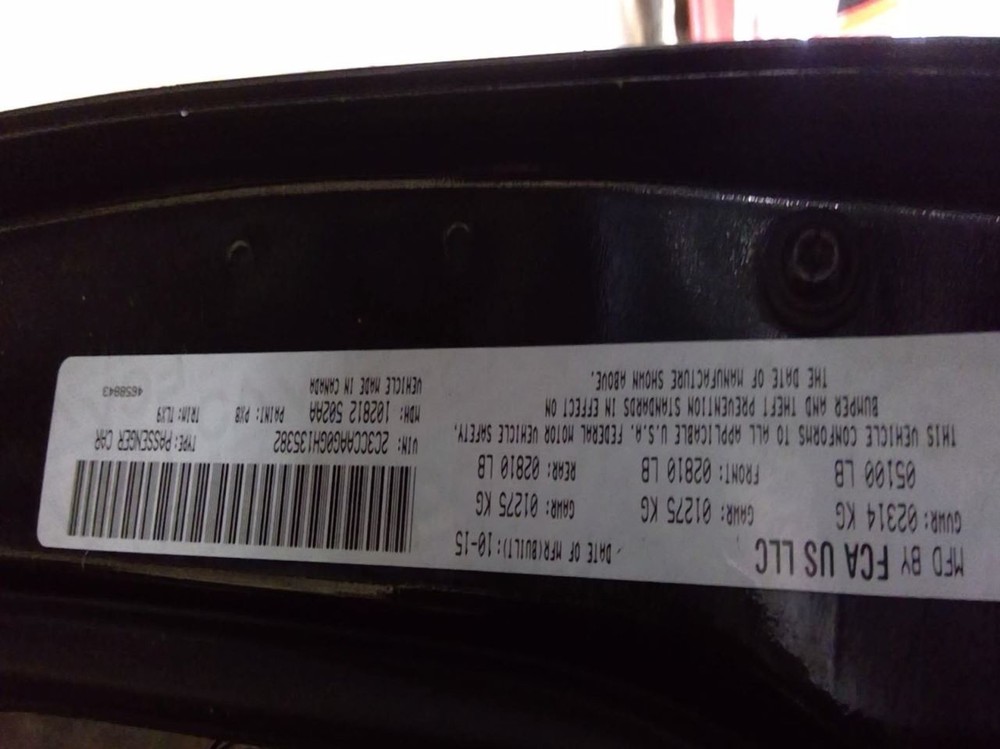 MFD BY FCA US LLC
DATE OF MFR(BUILT): 10-15
GVWR: 02314 KG
GAWR: 01275 KG
GAWR: 01275 KG
05100 LB
FRONT: 02810 LB
REAR: 02810 LB
THIS VEHICLE CONFORMS TO ALL APPLICABLE U.S.A. FEDERAL MOTOR VEHICLE SAFETY,
BUMPER AND THEFT PREVENTION STANDARDS IN EFFECT ON
THE DATE OF MANUFACTURE SHOWN ABOVE.
VIN: 2C3CCAAG0GH135382
TYPE: PASSENGER CAR
MDH: 102812 502AA
PAINT: PX8
TRIM: TLX9
VEHICLE MADE IN CANADA
4658843